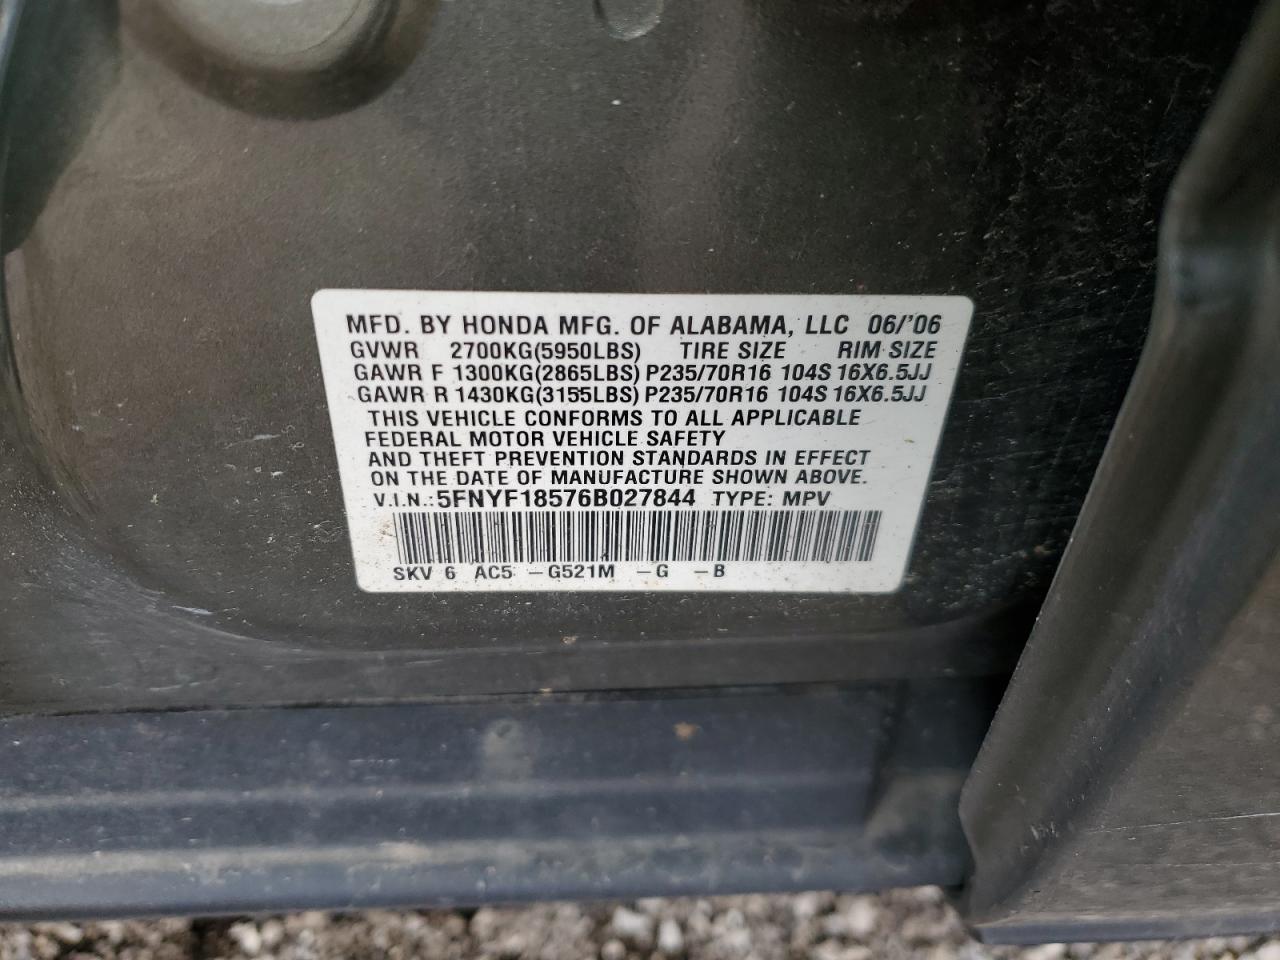 MFD. BY HONDA MFG. OF ALABAMA, LLC 06/'06
GVWR 2700KG(5950LBS) TIRE SIZE RIM SIZE
GAWR F 1300KG(2865LBS) P235/70R16 104S 16X6.5JJ
GAWR R 1430KG(3155LBS) P235/70R16 104S 16X6.5JJ
THIS VEHICLE CONFORMS TO ALL APPLICABLE
FEDERAL MOTOR VEHICLE SAFETY
AND THEFT PREVENTION STANDARDS IN EFFECT
ON THE DATE OF MANUFACTURE SHOWN ABOVE.
V.I.N.: 5FNYF18576B027844 TYPE: MPV
SKV 6 AC5 -G521M -G -B